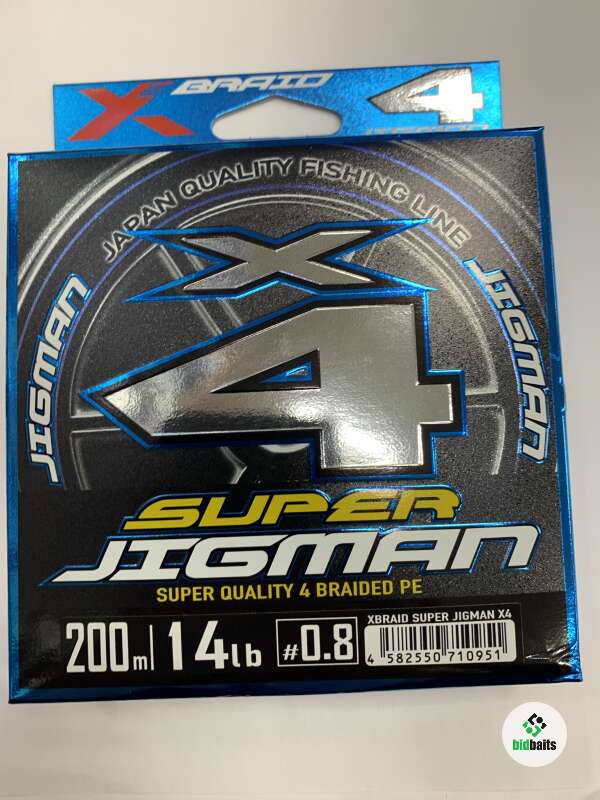 X BRAID
4
JIGMAN
JAPAN QUALITY FISHING LINE
JIGMAN
JIGMAN
X
4
SUPER
JIGMAN
SUPER QUALITY 4 BRAIDED PE
200m 14lb #0.8
XBRAID SUPER JIGMAN X4
4 582550 710951
bidbaits